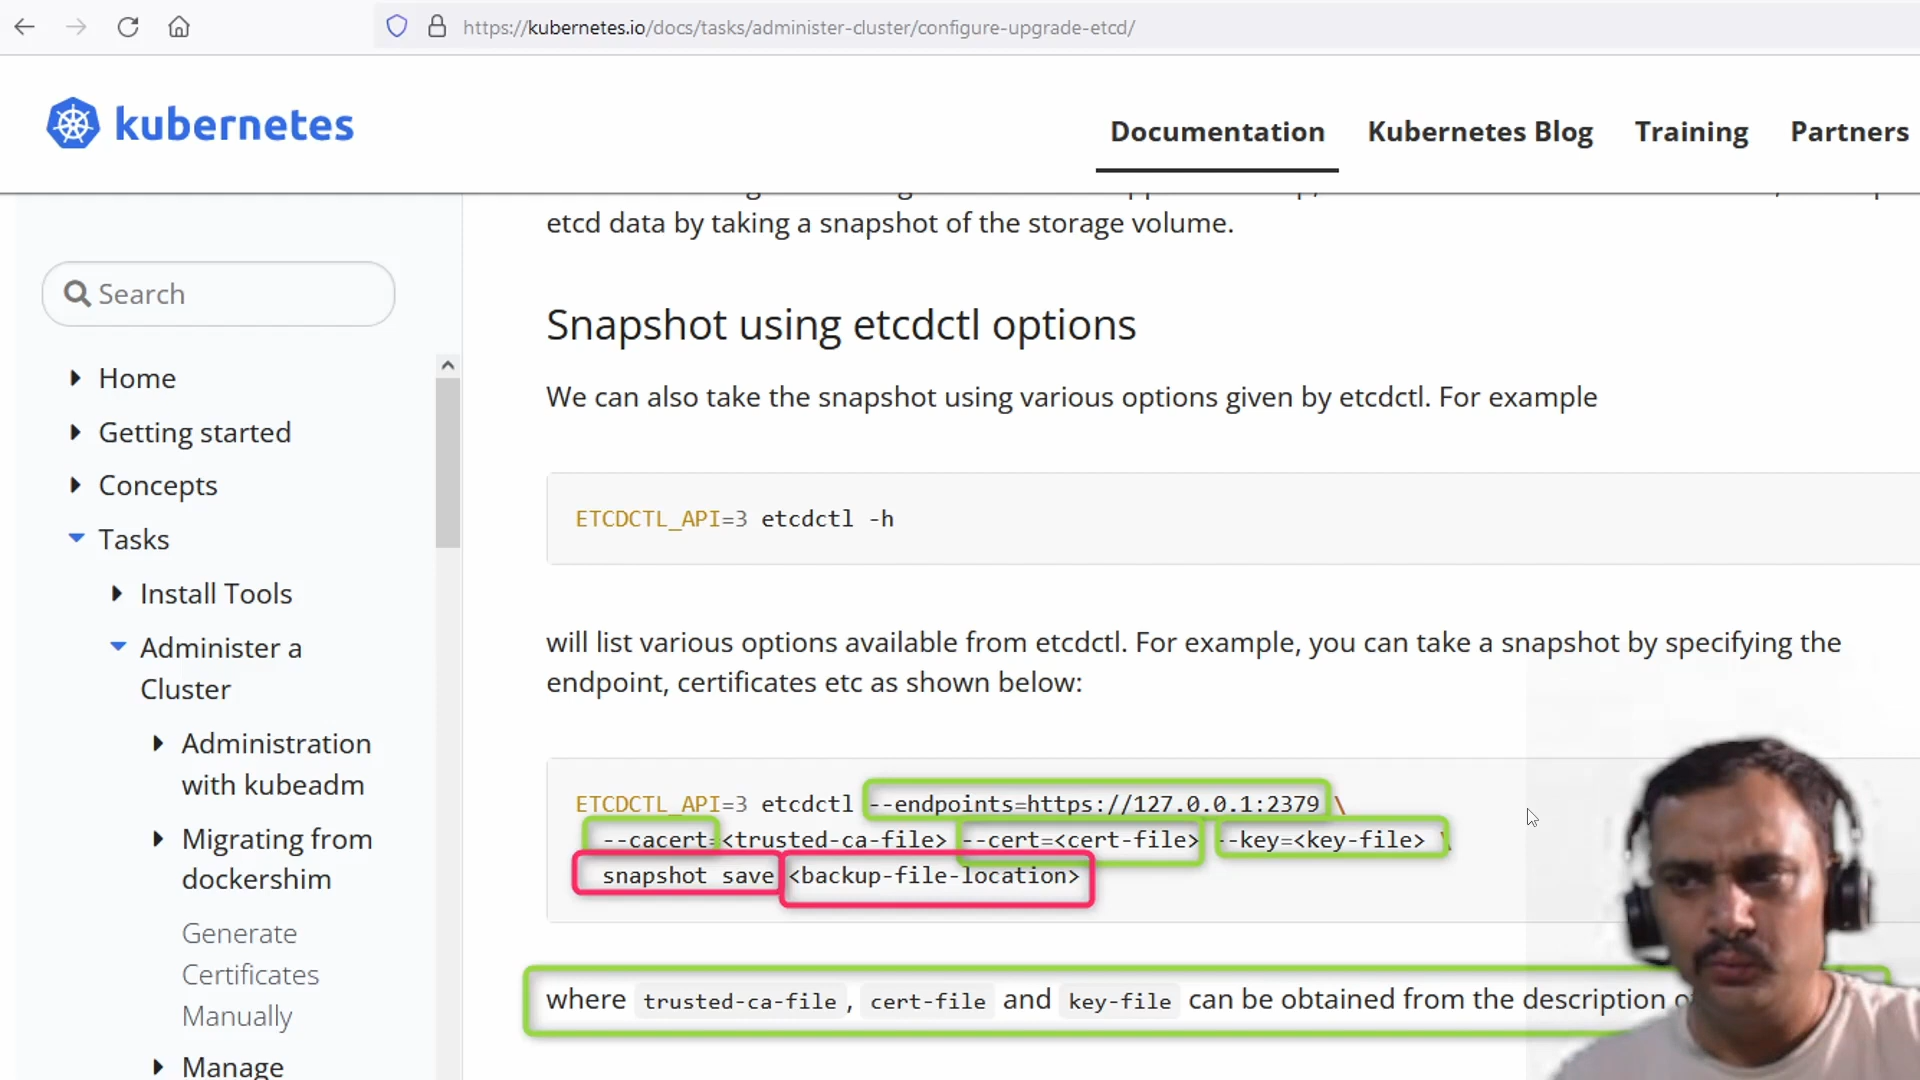 https://kubernetes.io/docs/tasks/administer-cluster/configure-upgrade-etcd/
kubernetes
Documentation
Kubernetes Blog
Training
Partners
Search
Home
Getting started
Concepts
Tasks
Install Tools
Administer a
Cluster
Administration
with kubeadm
Migrating from
dockershim
Generate
Certificates
Manually
Manage
etcd data by taking a snapshot of the storage volume.
Snapshot using etcdctl options
We can also take the snapshot using various options given by etcdctl. For example
ETCDCTL_API=3 etcdctl -h
will list various options available from etcdctl. For example, you can take a snapshot by specifying the
endpoint, certificates etc as shown below:
ETCDCTL_API=3 etcdctl --endpoints=https://127.0.0.1:2379 \
--cacert=<trusted-ca-file> --cert=<cert-file> --key=<key-file> \
snapshot save <backup-file-location>
where trusted-ca-file, cert-file and key-file can be obtained from the description